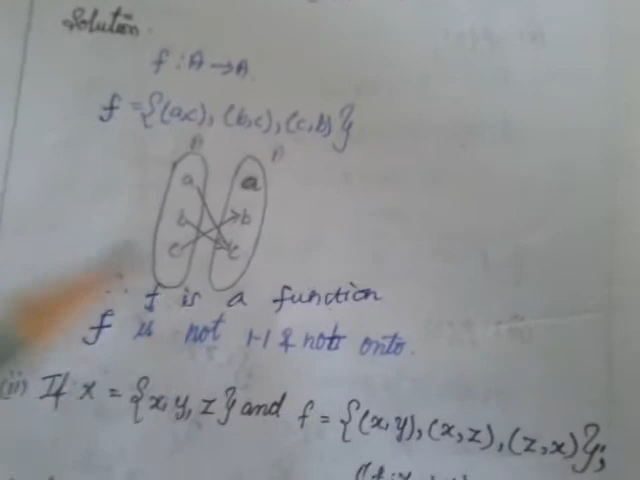 Solution.
f : A → A
f = {(a,c), (b,c), (c,b)}
A A
a a
b b
c c
∴ f is a function
f is not 1-1 & not onto.
(ii) If x = {x, y, z} and f = {(x,y), (x,z), (z,x)};